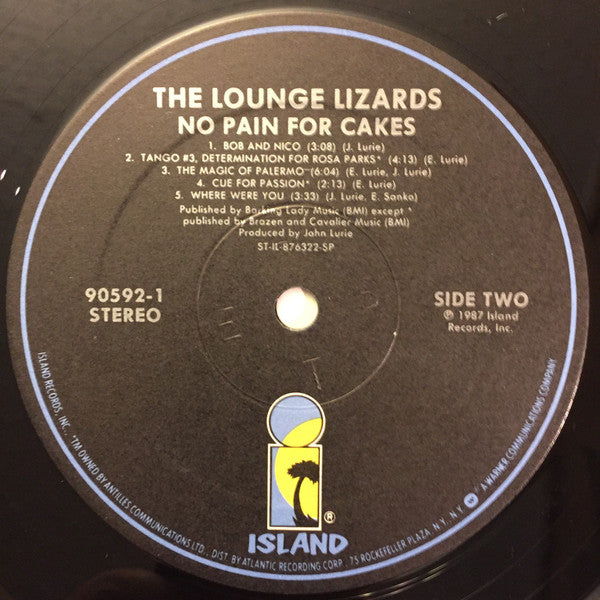 THE LOUNGE LIZARDS
NO PAIN FOR CAKES
1. BOB AND NICO (3:08) (J. Lurie)
2. TANGO #3, DETERMINATION FOR ROSA PARKS* (4:13) (E. Lurie)
3. THE MAGIC OF PALERMO (6:04) (E. Lurie, J. Lurie)
4. CUE FOR PASSION* (2:13) (E. Lurie)
5. WHERE WERE YOU (3:33) (J. Lurie, E. Sanko)
Published by Barking Lady Music (BMI) except *
published by Brazen and Cavalier Music (BMI)
Produced by John Lurie
ST-IL-876322-SP
90592-1
STEREO
SIDE TWO
℗ 1987 Island
Records, Inc.
®
ISLAND
ISLAND RECORDS, INC., *TM OWNED BY ANTILLES COMMUNICATIONS LTD., DIST. BY ATLANTIC RECORDING CORP., 75 ROCKEFELLER PLAZA, N.Y., N.Y. A WARNER COMMUNICATIONS COMPANY